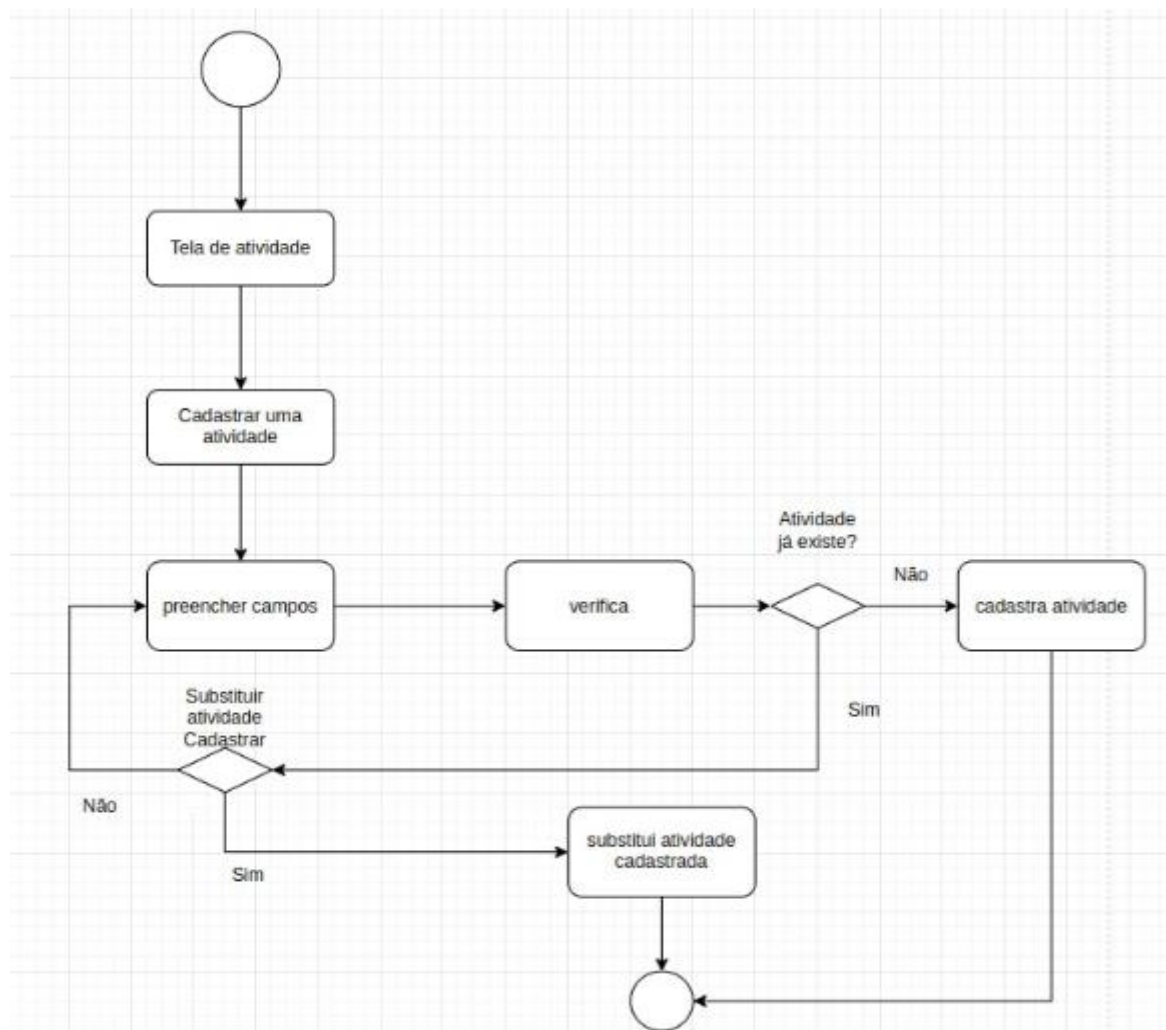 Tela de atividade
Cadastrar uma
atividade
Atividade
já existe?
preencher campos
verifica
Não
cadastra atividade
Sim
Substituir
atividade
Cadastrar
Não
Sim
substitui atividade
cadastrada